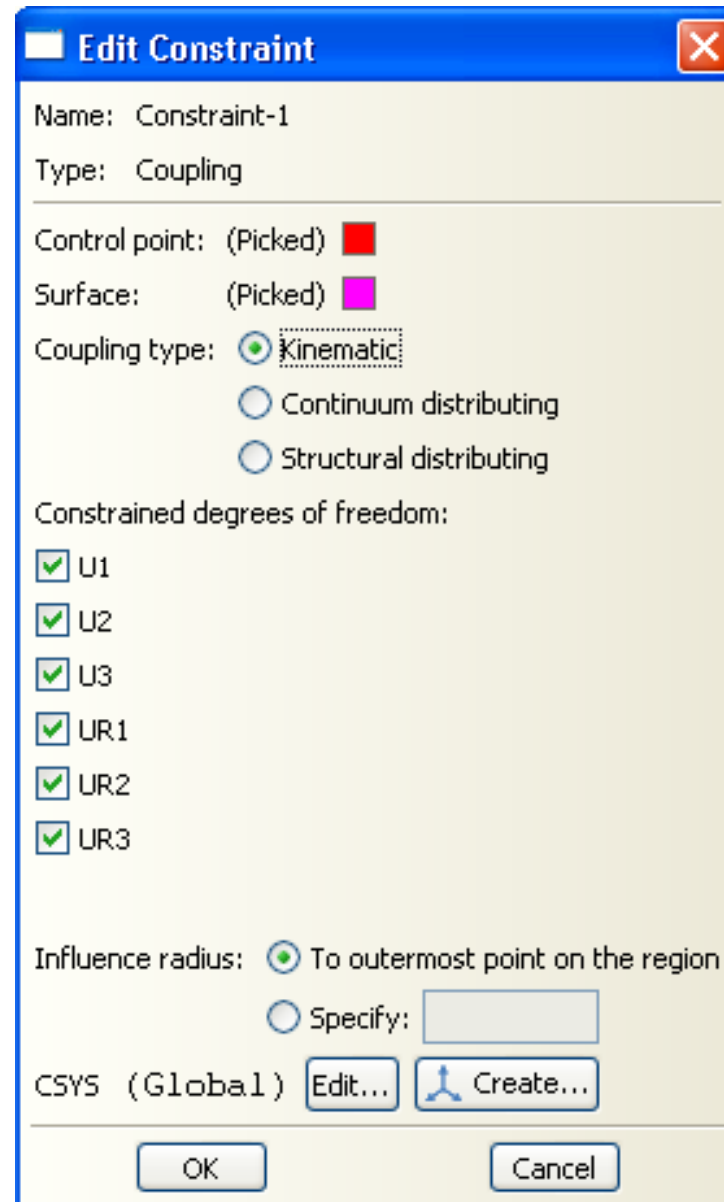 Edit Constraint
Name: Constraint-1
Type: Coupling
Control point: (Picked)
Surface: (Picked)
Coupling type: Kinematic
Continuum distributing
Structural distributing
Constrained degrees of freedom:
U1
U2
U3
UR1
UR2
UR3
Influence radius: To outermost point on the region
Specify:
CSYS (Global) Edit... Create...
OK Cancel